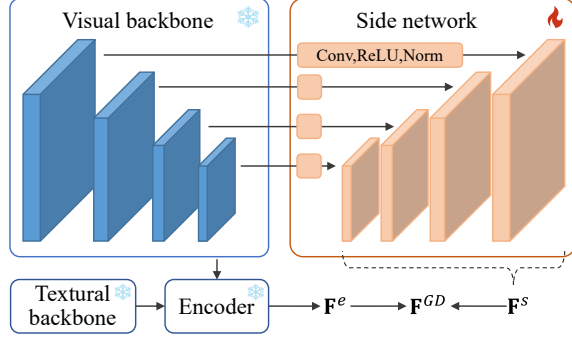 Visual backbone
Side network
Conv,ReLU,Norm
Textural
backbone
Encoder
F^e
F^GD
F^s